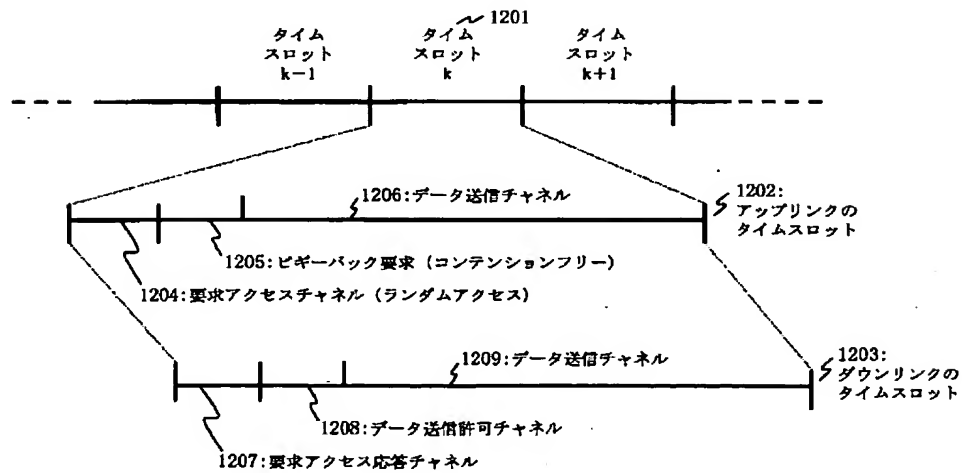 1201
タイム
スロット
k−1
タイム
スロット
k
タイム
スロット
k+1
1206:データ送信チャネル
1202:
アップリンクの
タイムスロット
1205:ピギーバック要求 (コンテンションフリー)
1204:要求アクセスチャネル (ランダムアクセス)
1209:データ送信チャネル
1203:
ダウンリンクの
タイムスロット
1208:データ送信許可チャネル
1207:要求アクセス応答チャネル